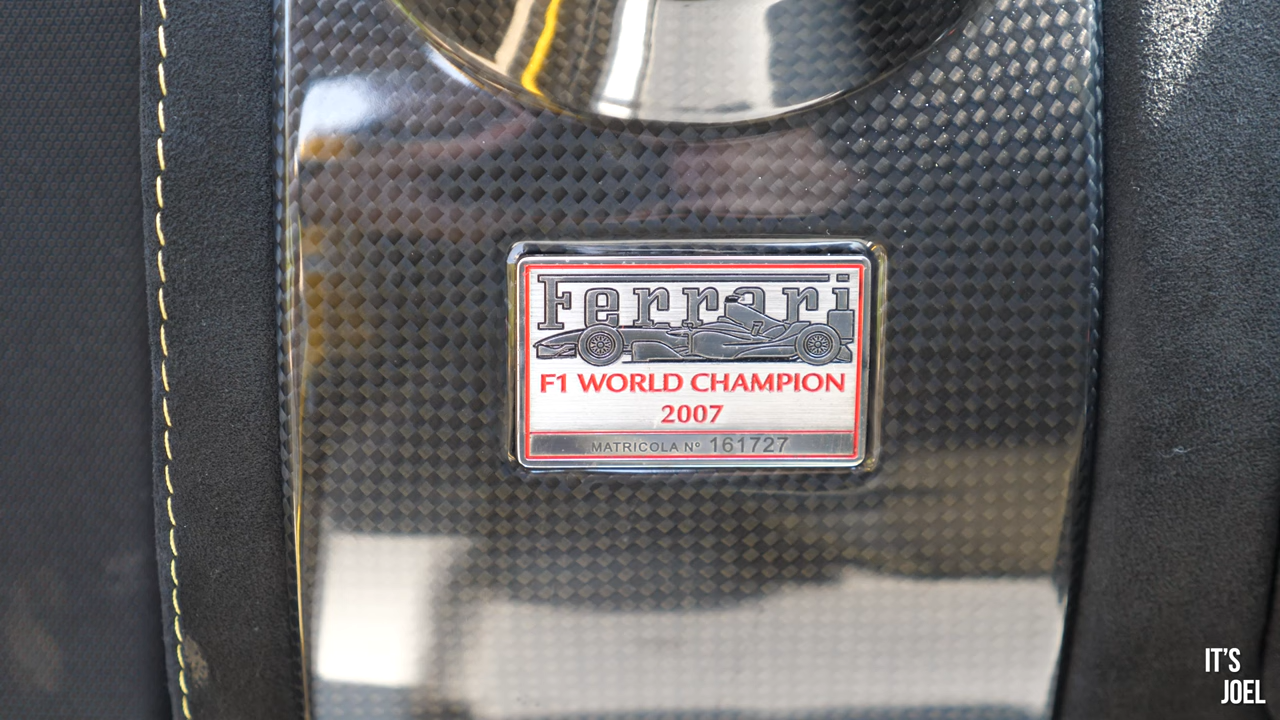 Ferrari
F1 WORLD CHAMPION
2007
MATRICOLA Nº 161727
IT'S
JOEL